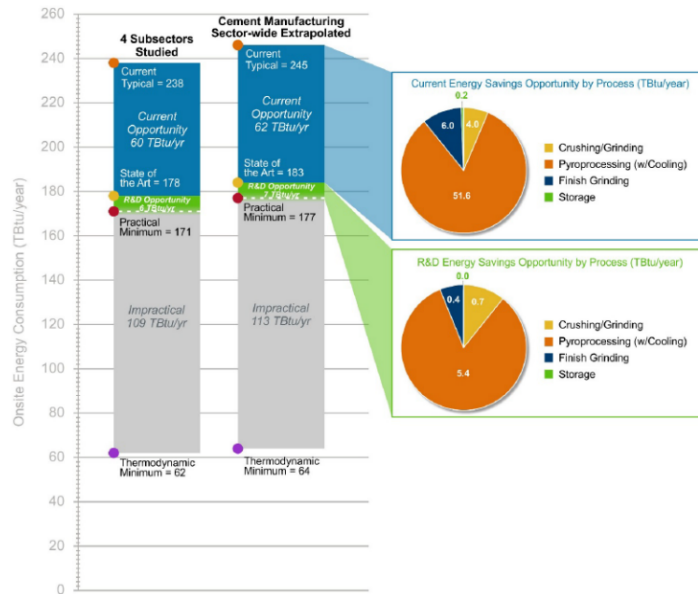 Onsite Energy Consumption (TBtu/year)
260
240
220
200
180
160
140
120
100
80
60
40
20
0
4 Subsectors
Studied
Current
Typical = 238
Current
Opportunity
60 TBtu/yr
State of
the Art = 178
R&D Opportunity
6 TBtu/yr
Practical
Minimum = 171
Impractical
109 TBtu/yr
Thermodynamic
Minimum = 62
Cement Manufacturing
Sector-wide Extrapolated
Current
Typical = 245
Current
Opportunity
62 TBtu/yr
State of
the Art = 183
R&D Opportunity
7 TBtu/yr
Practical
Minimum = 177
Impractical
113 TBtu/yr
Thermodynamic
Minimum = 64
Current Energy Savings Opportunity by Process (TBtu/year)
0.2
6.0
4.0
51.6
Crushing/Grinding
Pyroprocessing (w/Cooling)
Finish Grinding
Storage
R&D Energy Savings Opportunity by Process (TBtu/year)
0.0
0.4
0.7
5.4
Crushing/Grinding
Pyroprocessing (w/Cooling)
Finish Grinding
Storage